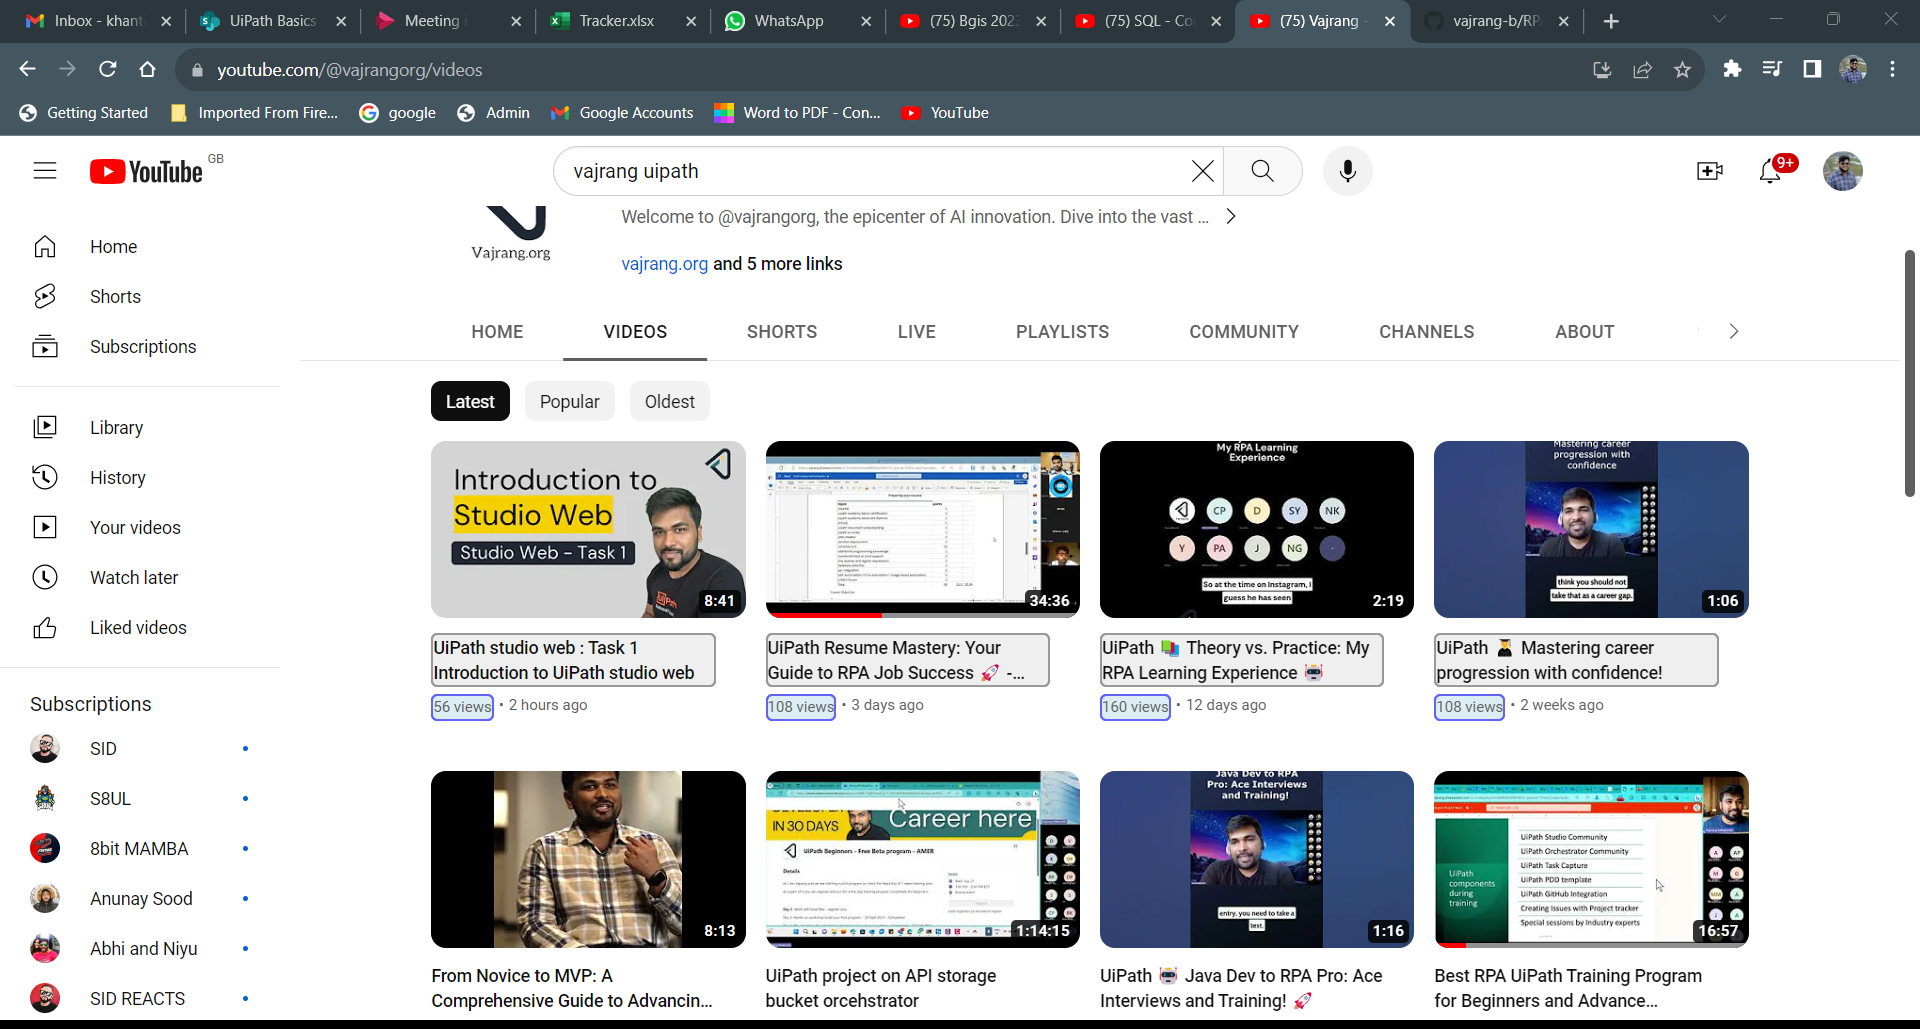 Inbox - khant
UiPath Basics
Meeting i
Tracker.xlsx
WhatsApp
(75) Bgis 2023
(75) SQL - Co
(75) Vajrang -
vajrang-b/RP
youtube.com/@vajrangorg/videos
Getting Started
Imported From Fire...
google
Admin
Google Accounts
Word to PDF - Con...
YouTube
YouTube GB
vajrang uipath
9+
Home
Shorts
Subscriptions
Library
History
Your videos
Watch later
Liked videos
Subscriptions
SID
S8UL
8bit MAMBA
Anunay Sood
Abhi and Niyu
SID REACTS
Vajrang.org
Welcome to @vajrangorg, the epicenter of AI innovation. Dive into the vast ...
vajrang.org and 5 more links
HOME VIDEOS SHORTS LIVE PLAYLISTS COMMUNITY CHANNELS ABOUT
Latest Popular Oldest
Introduction to
Studio Web
Studio Web - Task 1
UiPath
8:41
UiPath studio web : Task 1
Introduction to UiPath studio web
56 views • 2 hours ago
34:36
UiPath Resume Mastery: Your
Guide to RPA Job Success 🚀 -...
108 views • 3 days ago
My RPA Learning
Experience
CP D SY NK
Y PA J NG
So at the time on Instagram, I
guess he has seen
2:19
UiPath 📚 Theory vs. Practice: My
RPA Learning Experience 🤖
160 views • 12 days ago
Mastering career
progression with
confidence
think you should not
take that as a career gap.
1:06
UiPath 👨‍🎓 Mastering career
progression with confidence!
108 views • 2 weeks ago
8:13
From Novice to MVP: A
Comprehensive Guide to Advancin...
IN 30 DAYS
Career here
UiPath Beginners - Free Beta program - AMER
Details
1:14:15
UiPath project on API storage
bucket orcehstrator
Java Dev to RPA
Pro: Ace Interviews
and Training!
entry, you need to take a
test.
1:16
UiPath 🤖 Java Dev to RPA Pro: Ace
Interviews and Training! 🚀
UiPath
components
during
training
UiPath Studio Community
UiPath Orchestrator Community
UiPath Task Capture
UiPath PDD template
UiPath GitHub Integration
Creating Issues with Project tracker
Special sessions by Industry experts
16:57
Best RPA UiPath Training Program
for Beginners and Advance...